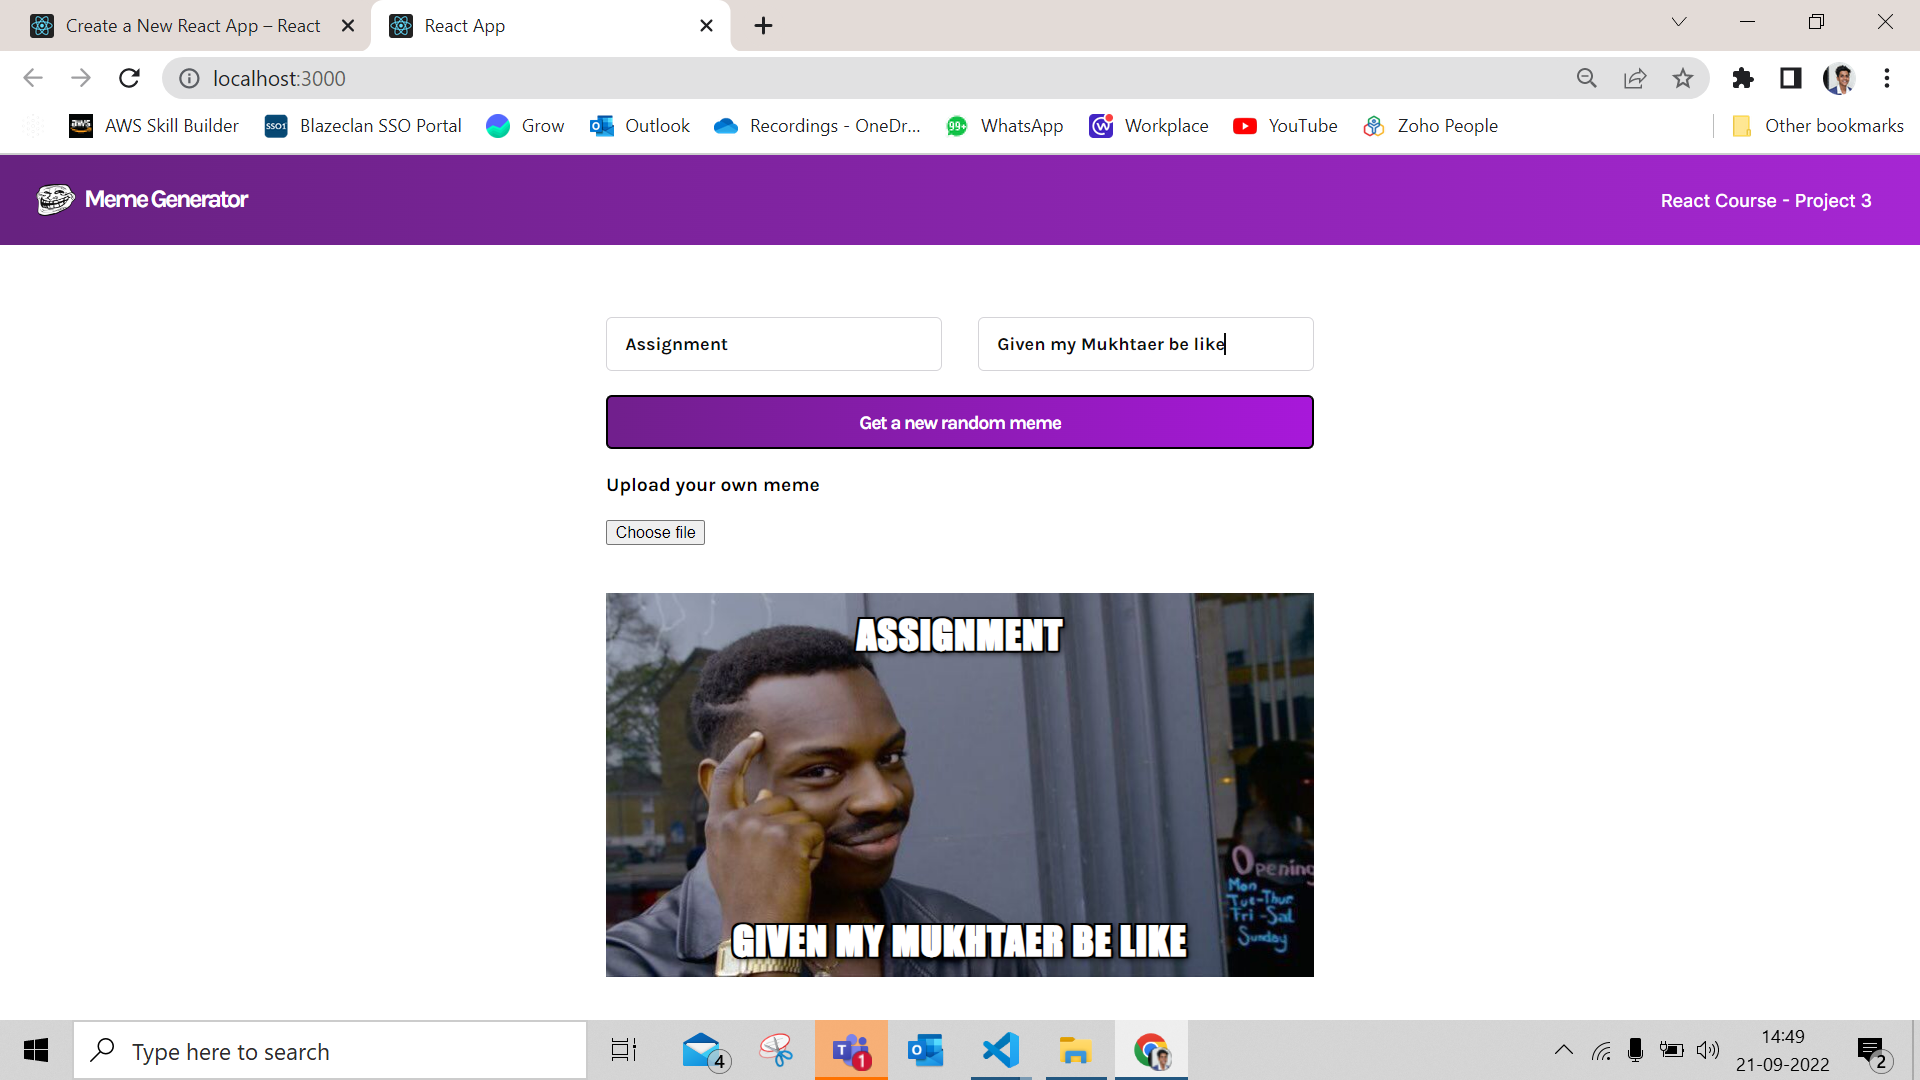 Create a New React App – React
React App
localhost:3000
AWS Skill Builder
SSO1
Blazeclan SSO Portal
Grow
Outlook
Recordings - OneDr...
99+
WhatsApp
Workplace
YouTube
Zoho People
Other bookmarks
Meme Generator
React Course - Project 3
Assignment
Given my Mukhtaer be like
Get a new random meme
Upload your own meme
Choose file
ASSIGNMENT
Opening
Mon
Tue-Thur
Fri -Sat
Sunday
GIVEN MY MUKHTAER BE LIKE
Type here to search
4
1
14:49
21-09-2022
2